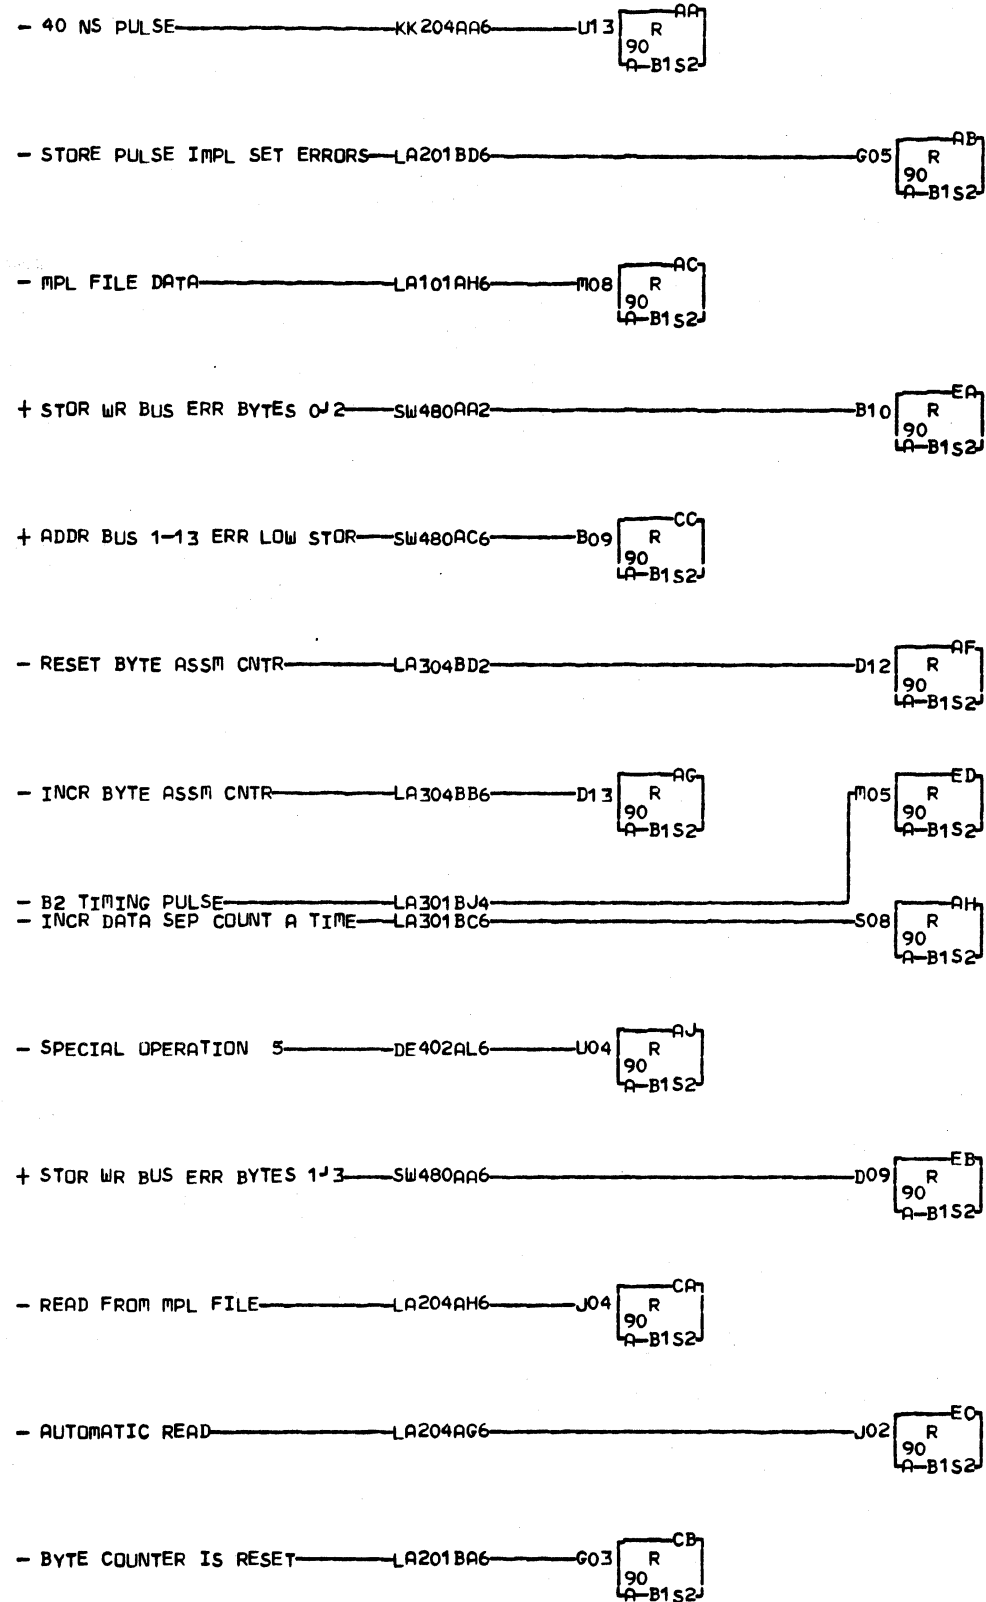 AA
- 40 NS PULSE KK204AA6 U13 R
90
A-B1S2
AB
- STORE PULSE IMPL SET ERRORS LA201BD6 G05 R
90
A-B1S2
AC
- MPL FILE DATA LA101AH6 M08 R
90
A-B1S2
EA
+ STOR WR BUS ERR BYTES 0J2 SW480AA2 B10 R
90
A-B1S2
CC
+ ADDR BUS 1-13 ERR LOW STOR SW480AC6 B09 R
90
A-B1S2
AF
- RESET BYTE ASSM CNTR LA304BD2 D12 R
90
A-B1S2
AG ED
- INCR BYTE ASSM CNTR LA304BB6 D13 R M05 R
90 90
A-B1S2 A-B1S2
- B2 TIMING PULSE LA301BJ4 AH
- INCR DATA SEP COUNT A TIME LA301BC6 S08 R
90
A-B1S2
AJ
- SPECIAL OPERATION 5 DE402AL6 U04 R
90
A-B1S2
EB
+ STOR WR BUS ERR BYTES 1J3 SW480AA6 D09 R
90
A-B1S2
CA
- READ FROM MPL FILE LA204AH6 J04 R
90
A-B1S2
- AUTOMATIC READ LA204AG6 J02 R
90
A-B1S2
CB
- BYTE COUNTER IS RESET LA201BA6 G03 R
90
A-B1S2